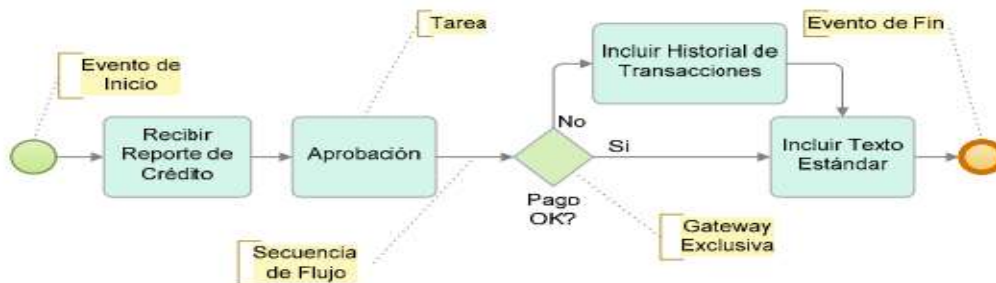 Evento de
Inicio
Tarea
Evento de Fin
Incluir Historial de
Transacciones
Recibir
Reporte de
Crédito
Aprobación
No
Si
Incluir Texto
Estándar
Pago
OK?
Secuencia
de Flujo
Gateway
Exclusiva